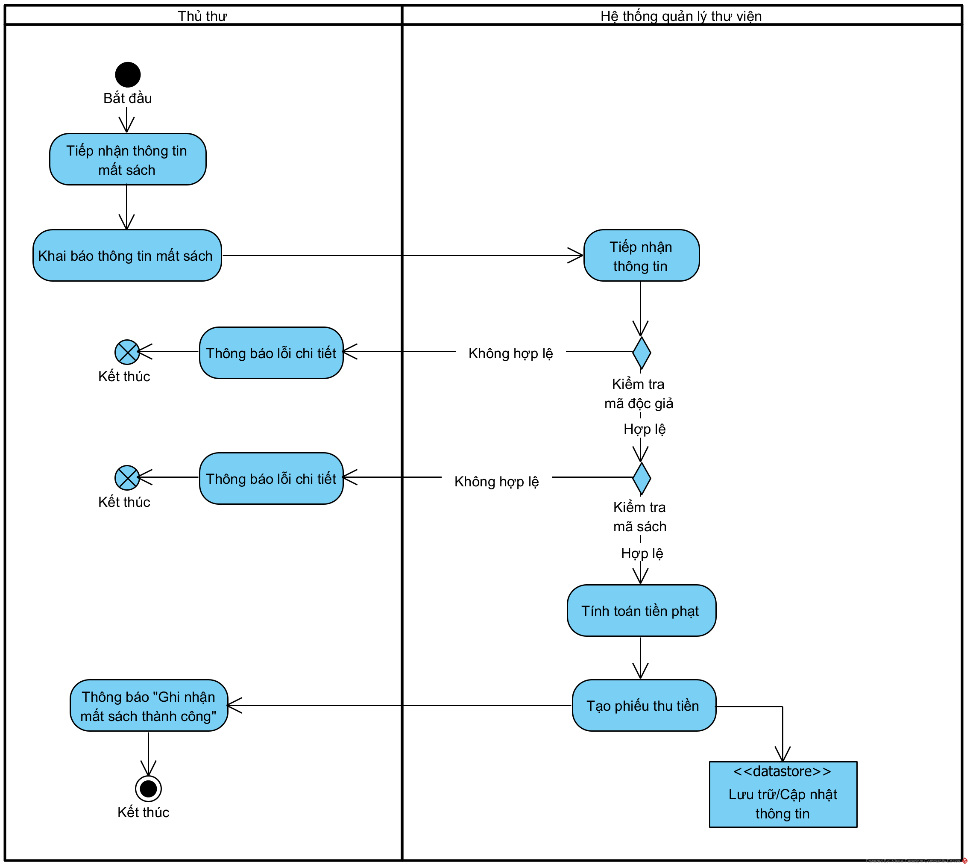 Thủ thư
Hệ thống quản lý thư viện
Bắt đầu
Tiếp nhận thông tin
mất sách
Khai báo thông tin mất sách
Tiếp nhận
thông tin
Thông báo lỗi chi tiết
Không hợp lệ
Kết thúc
Kiểm tra
mã độc giả
Hợp lệ
Thông báo lỗi chi tiết
Không hợp lệ
Kết thúc
Kiểm tra
mã sách
Hợp lệ
Tính toán tiền phạt
Thông báo "Ghi nhận
mất sách thành công"
Tạo phiếu thu tiền
Kết thúc
<<datastore>>
Lưu trữ/Cập nhật
thông tin